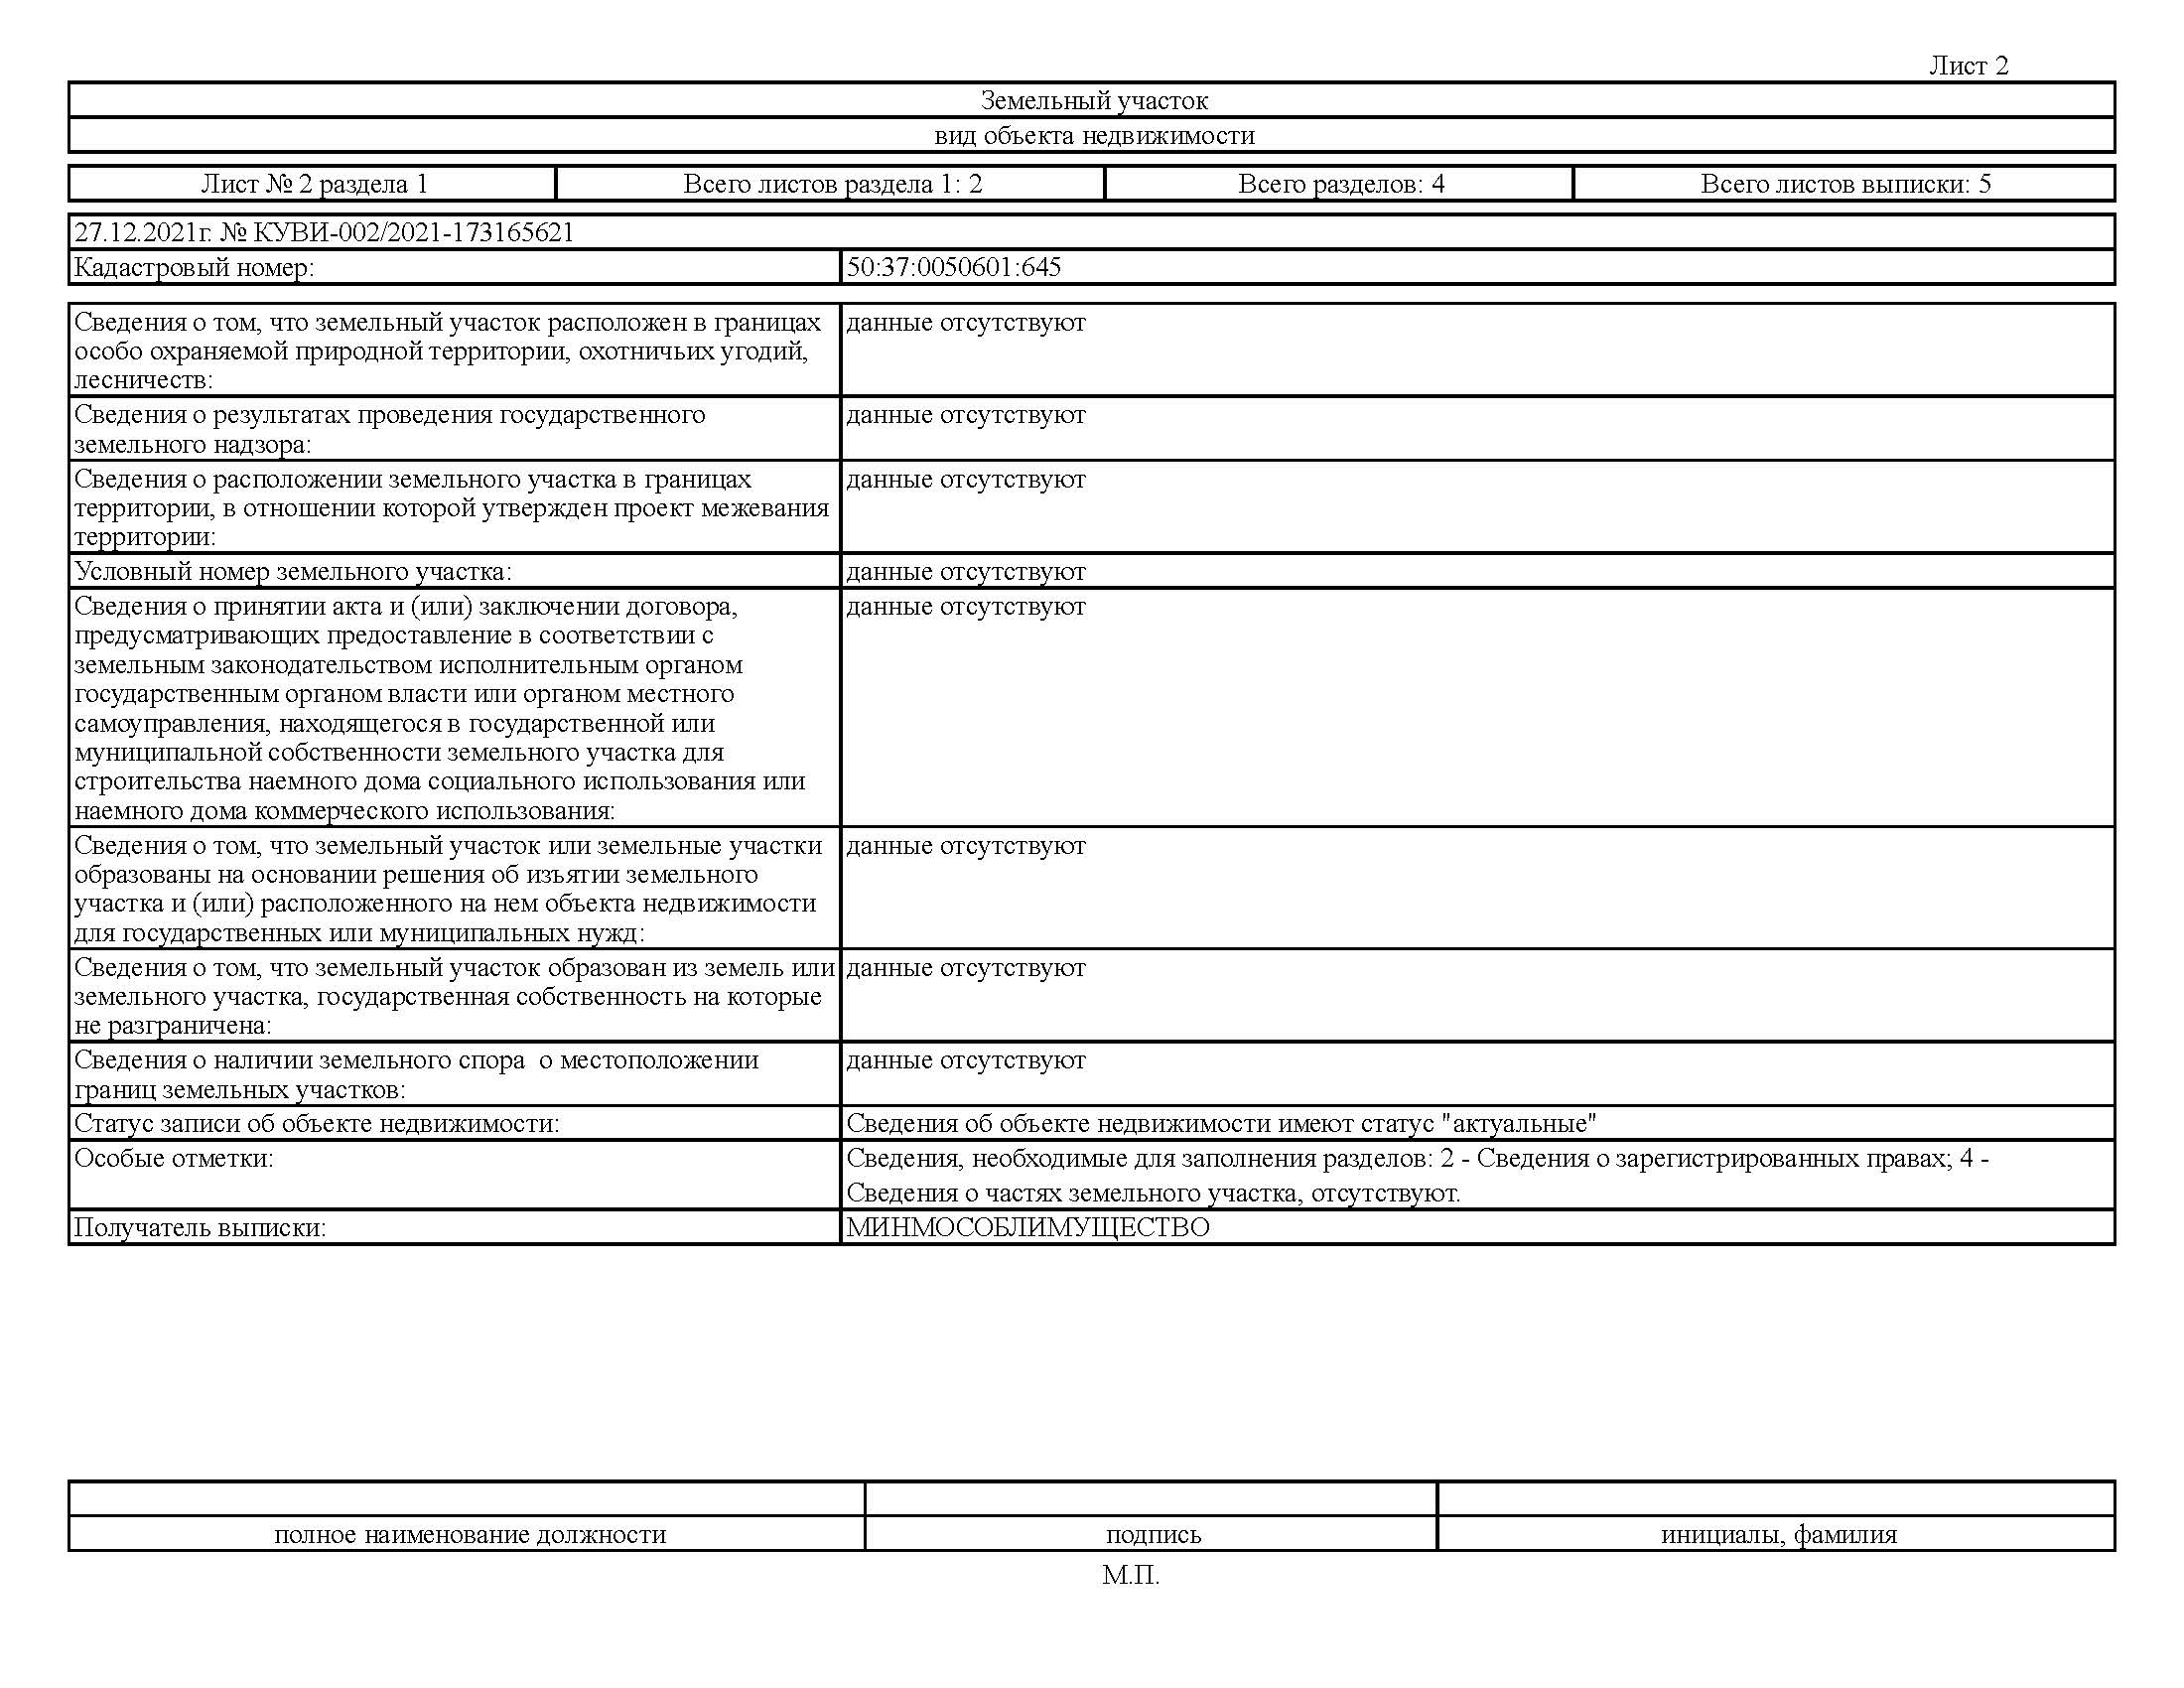 Лист 2
Земельный участок
вид объекта недвижимости
Лист № 2 раздела 1 Всего листов раздела 1: 2 Всего разделов: 4 Всего листов выписки: 5
27.12.2021г. № КУВИ-002/2021-173165621
Кадастровый номер: 50:37:0050601:645
Сведения о том, что земельный участок расположен в границах данные отсутствуют
особо охраняемой природной территории, охотничьих угодий,
лесничеств:
Сведения о результатах проведения государственного данные отсутствуют
земельного надзора:
Сведения о расположении земельного участка в границах данные отсутствуют
территории, в отношении которой утвержден проект межевания
территории:
Условный номер земельного участка: данные отсутствуют
Сведения о принятии акта и (или) заключении договора, данные отсутствуют
предусматривающих предоставление в соответствии с
земельным законодательством исполнительным органом
государственным органом власти или органом местного
самоуправления, находящегося в государственной или
муниципальной собственности земельного участка для
строительства наемного дома социального использования или
наемного дома коммерческого использования:
Сведения о том, что земельный участок или земельные участки данные отсутствуют
образованы на основании решения об изъятии земельного
участка и (или) расположенного на нем объекта недвижимости
для государственных или муниципальных нужд:
Сведения о том, что земельный участок образован из земель или данные отсутствуют
земельного участка, государственная собственность на которые
не разграничена:
Сведения о наличии земельного спора о местоположении данные отсутствуют
границ земельных участков:
Статус записи об объекте недвижимости: Сведения об объекте недвижимости имеют статус "актуальные"
Особые отметки: Сведения, необходимые для заполнения разделов: 2 - Сведения о зарегистрированных правах; 4 -
Сведения о частях земельного участка, отсутствуют.
Получатель выписки: МИНМОСОБЛИМУЩЕСТВО
полное наименование должности подпись инициалы, фамилия
М.П.